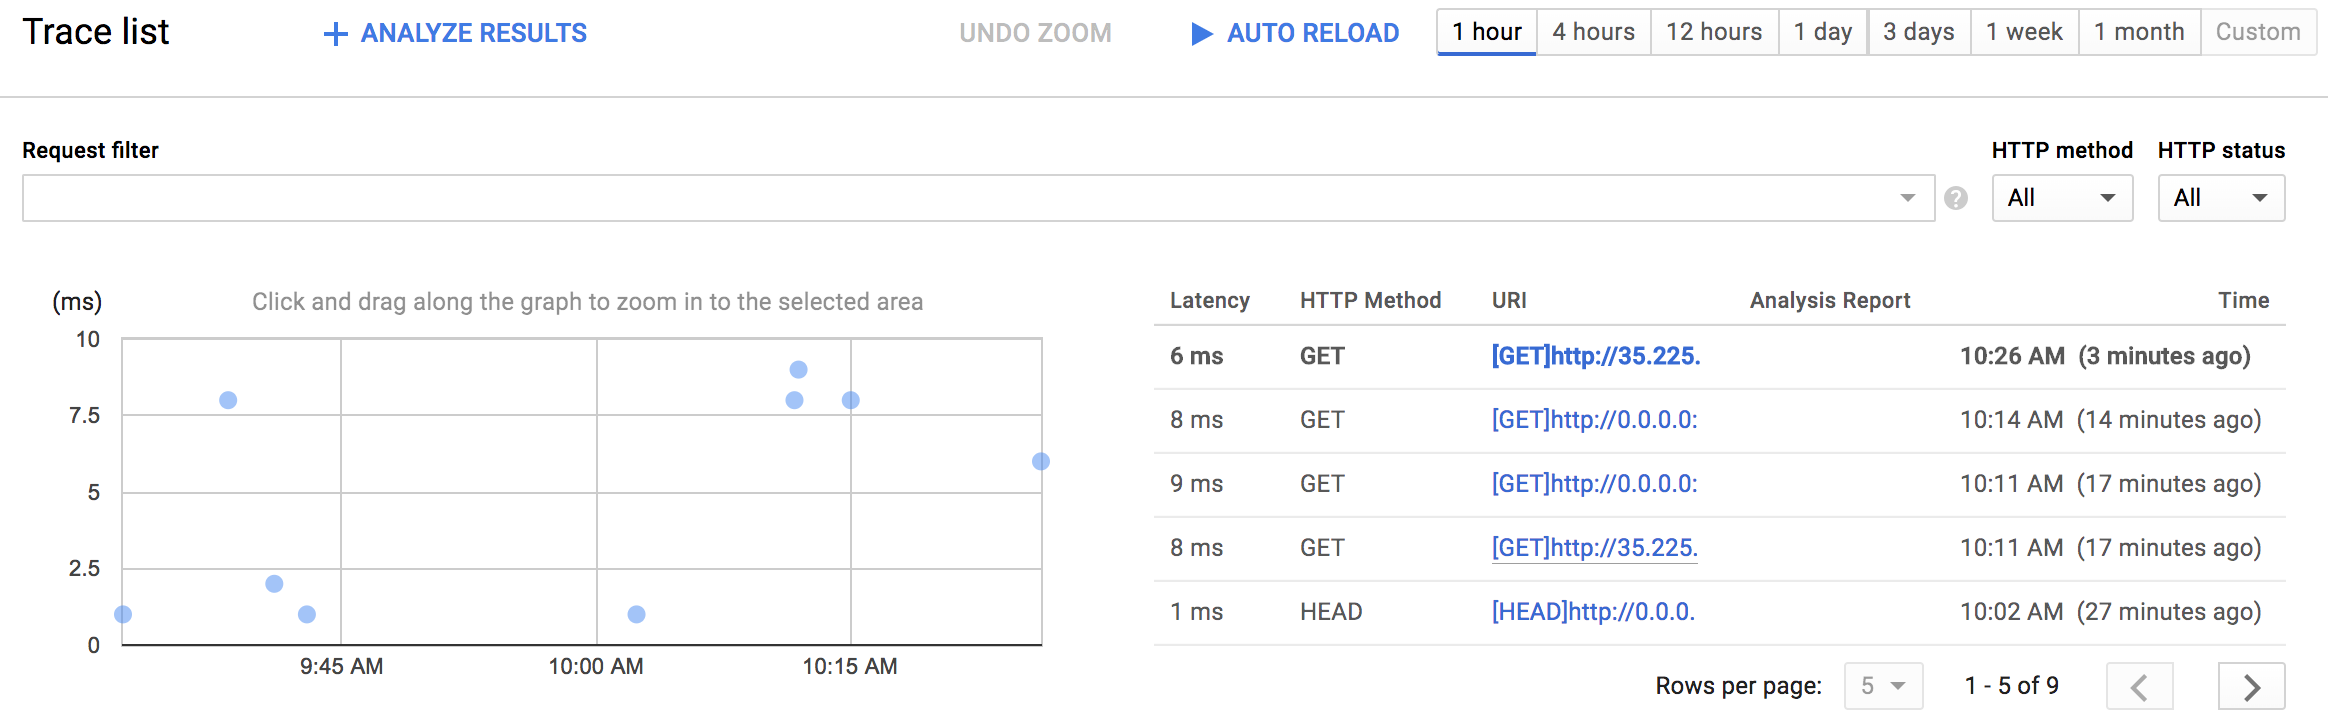 Trace list
ANALYZE RESULTS
UNDO ZOOM
AUTO RELOAD
1 hour
4 hours
12 hours
1 day
3 days
1 week
1 month
Custom
Request filter
HTTP method
HTTP status
?
All
All
(ms)
Click and drag along the graph to zoom in to the selected area
10
7.5
5
2.5
0
9:45 AM
10:00 AM
10:15 AM
Latency HTTP Method URI Analysis Report Time
6 ms GET [GET]http://35.225. 10:26 AM (3 minutes ago)
8 ms GET [GET]http://0.0.0.0: 10:14 AM (14 minutes ago)
9 ms GET [GET]http://0.0.0.0: 10:11 AM (17 minutes ago)
8 ms GET [GET]http://35.225. 10:11 AM (17 minutes ago)
1 ms HEAD [HEAD]http://0.0.0. 10:02 AM (27 minutes ago)
Rows per page: 5 1 - 5 of 9